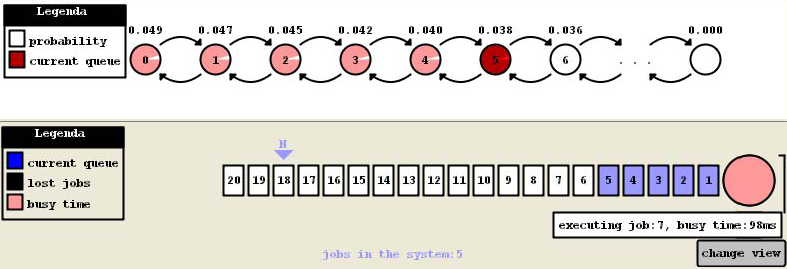 Legenda
probability
current queue
0.049 0.047 0.045 0.042 0.040 0.038 0.036 0.000
0 1 2 3 4 5 6 . . .
Legenda
current queue
lost jobs
busy time
N
20 19 18 17 16 15 14 13 12 11 10 9 8 7 6 5 4 3 2 1
executing job:7, busy time:98ms
jobs in the system:5
change view